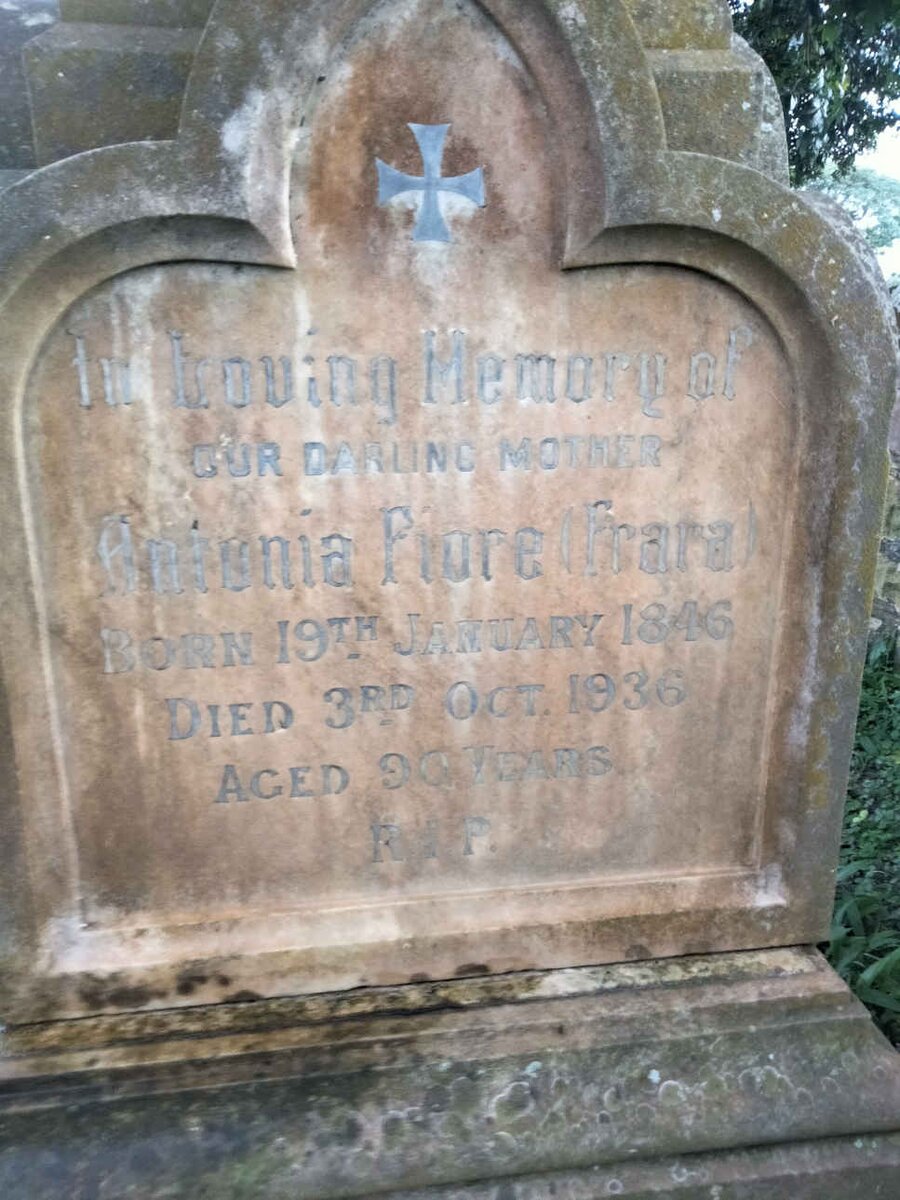 In Loving Memory of
OUR DARLING MOTHER
Antonia Fiore (Frara)
BORN 19TH JANUARY 1846
DIED 3RD OCT. 1936
AGED 90 YEARS
R.I.P.